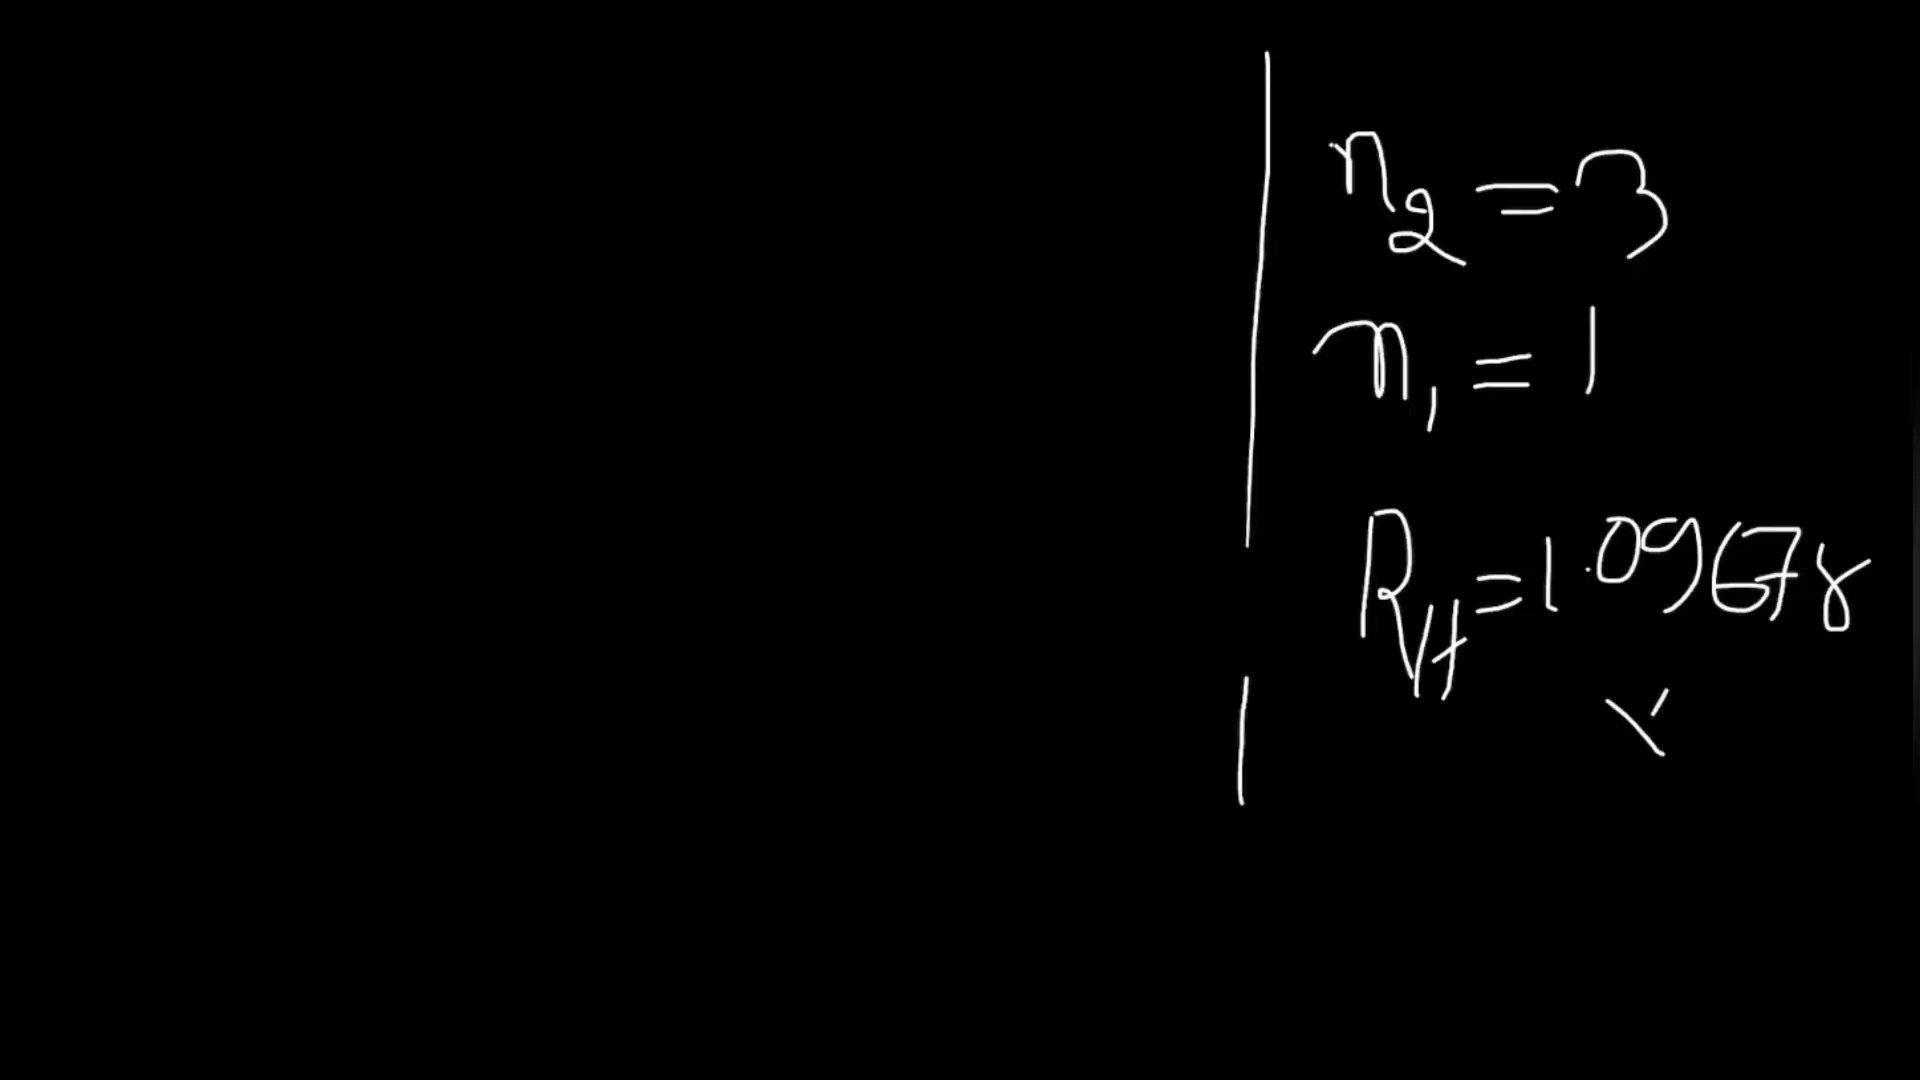 n₂ = 3
n₁ = 1
R_H = 1.09678
×